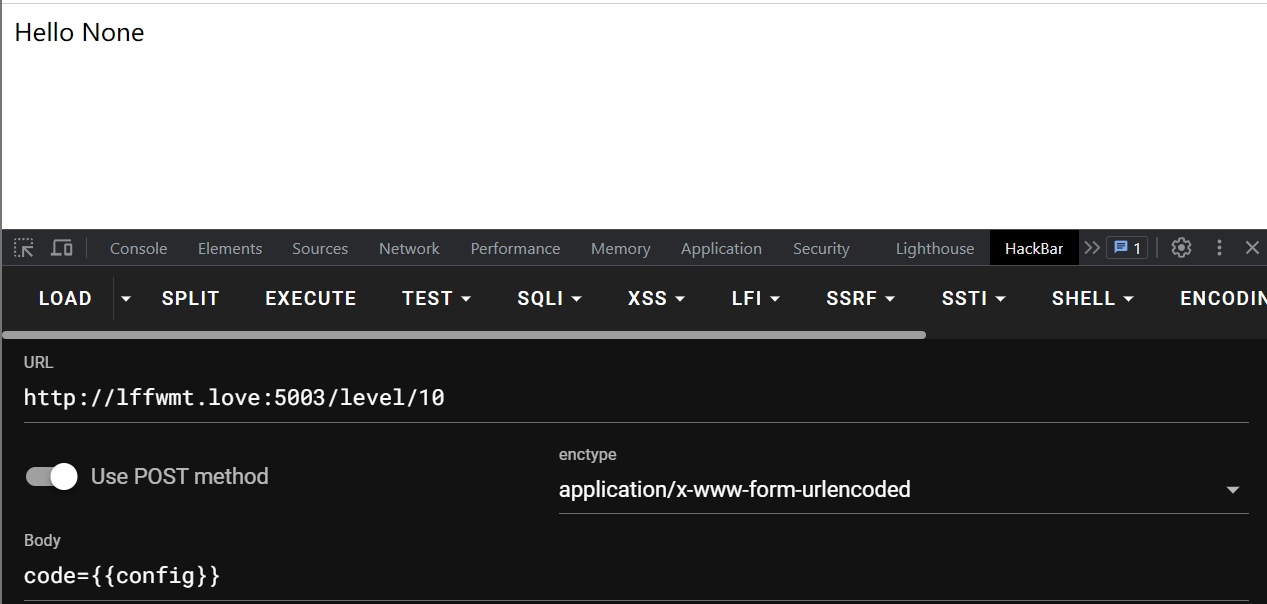 Hello None
Console Elements Sources Network Performance Memory Application Security Lighthouse HackBar 1
LOAD SPLIT EXECUTE TEST SQLI XSS LFI SSRF SSTI SHELL ENCODIN
URL
http://lffwmt.love:5003/level/10
enctype
Use POST method
application/x-www-form-urlencoded
Body
code={{config}}